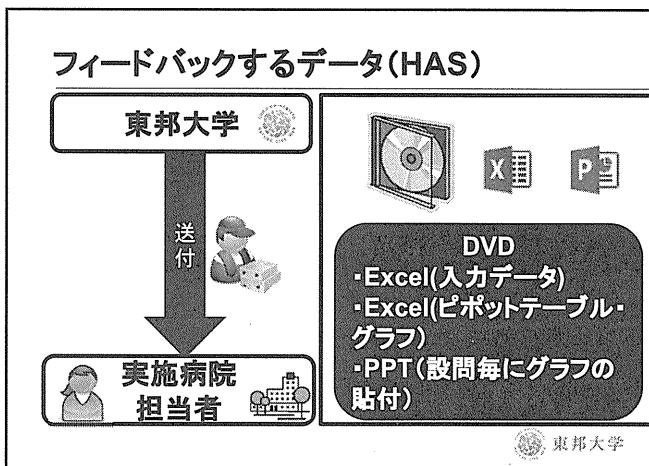 フィードバックするデータ(HAS)
東邦大学
送付
実施病院
担当者
X
P
DVD
・Excel(入力データ)
・Excel(ピポットテーブル・
グラフ)
・PPT(設問毎にグラフの
貼付)
東邦大学